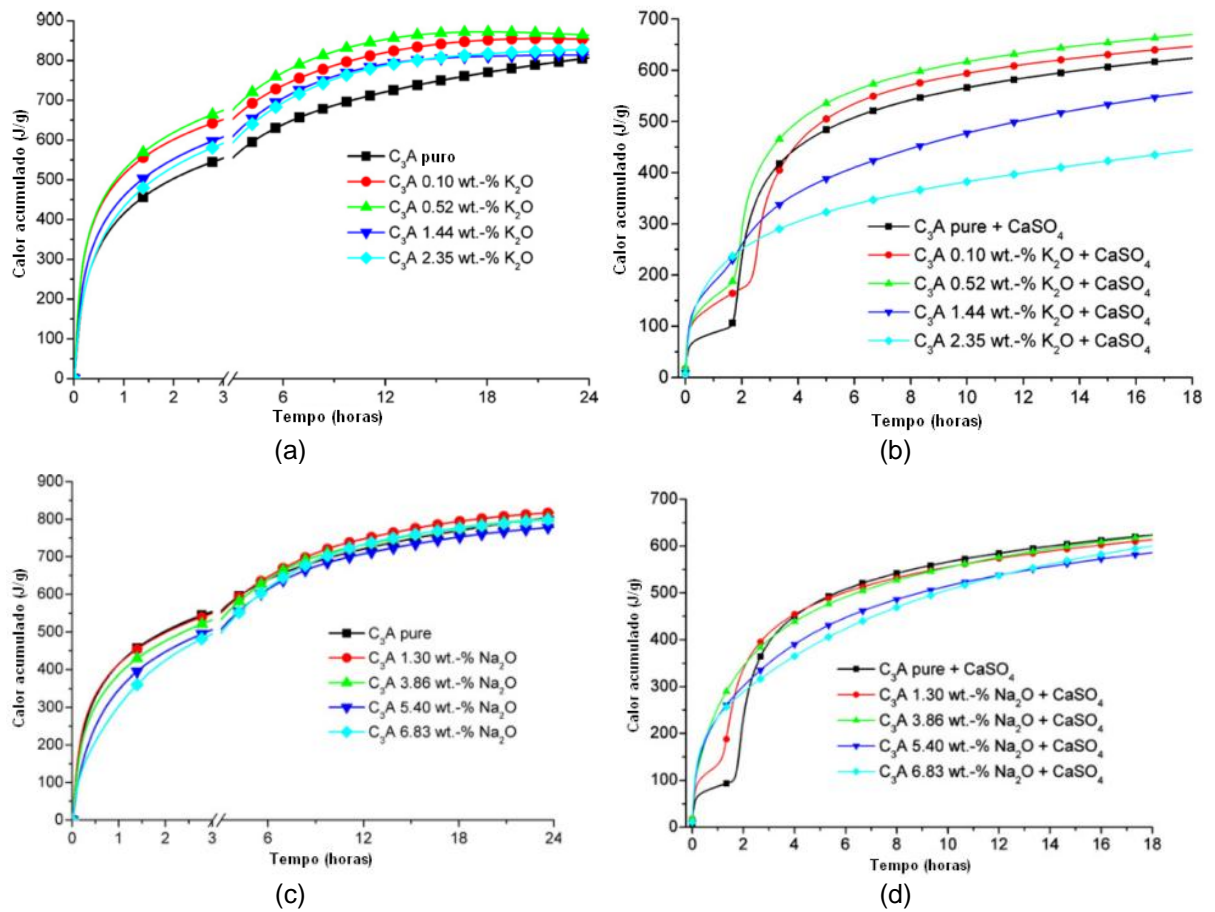 900
800
700
600
500
400
300
200
100
0
Calor acumulado (J/g)
C₃A puro
C₃A 0.10 wt.-% K₂O
C₃A 0.52 wt.-% K₂O
C₃A 1.44 wt.-% K₂O
C₃A 2.35 wt.-% K₂O
0 1 2 3 6 12 18 24
Tempo (horas)
(a)
700
600
500
400
300
200
100
0
Calor acumulado (J/g)
C₃A pure + CaSO₄
C₃A 0.10 wt.-% K₂O + CaSO₄
C₃A 0.52 wt.-% K₂O + CaSO₄
C₃A 1.44 wt.-% K₂O + CaSO₄
C₃A 2.35 wt.-% K₂O + CaSO₄
0 2 4 6 8 10 12 14 16 18
Tempo (horas)
(b)
900
800
700
600
500
400
300
200
100
0
Calor acumulado (J/g)
C₃A pure
C₃A 1.30 wt.-% Na₂O
C₃A 3.86 wt.-% Na₂O
C₃A 5.40 wt.-% Na₂O
C₃A 6.83 wt.-% Na₂O
0 1 2 3 6 12 18 24
Tempo (horas)
(c)
700
600
500
400
300
200
100
0
Calor acumulado (J/g)
C₃A pure + CaSO₄
C₃A 1.30 wt.-% Na₂O + CaSO₄
C₃A 3.86 wt.-% Na₂O + CaSO₄
C₃A 5.40 wt.-% Na₂O + CaSO₄
C₃A 6.83 wt.-% Na₂O + CaSO₄
0 2 4 6 8 10 12 14 16 18
Tempo (horas)
(d)